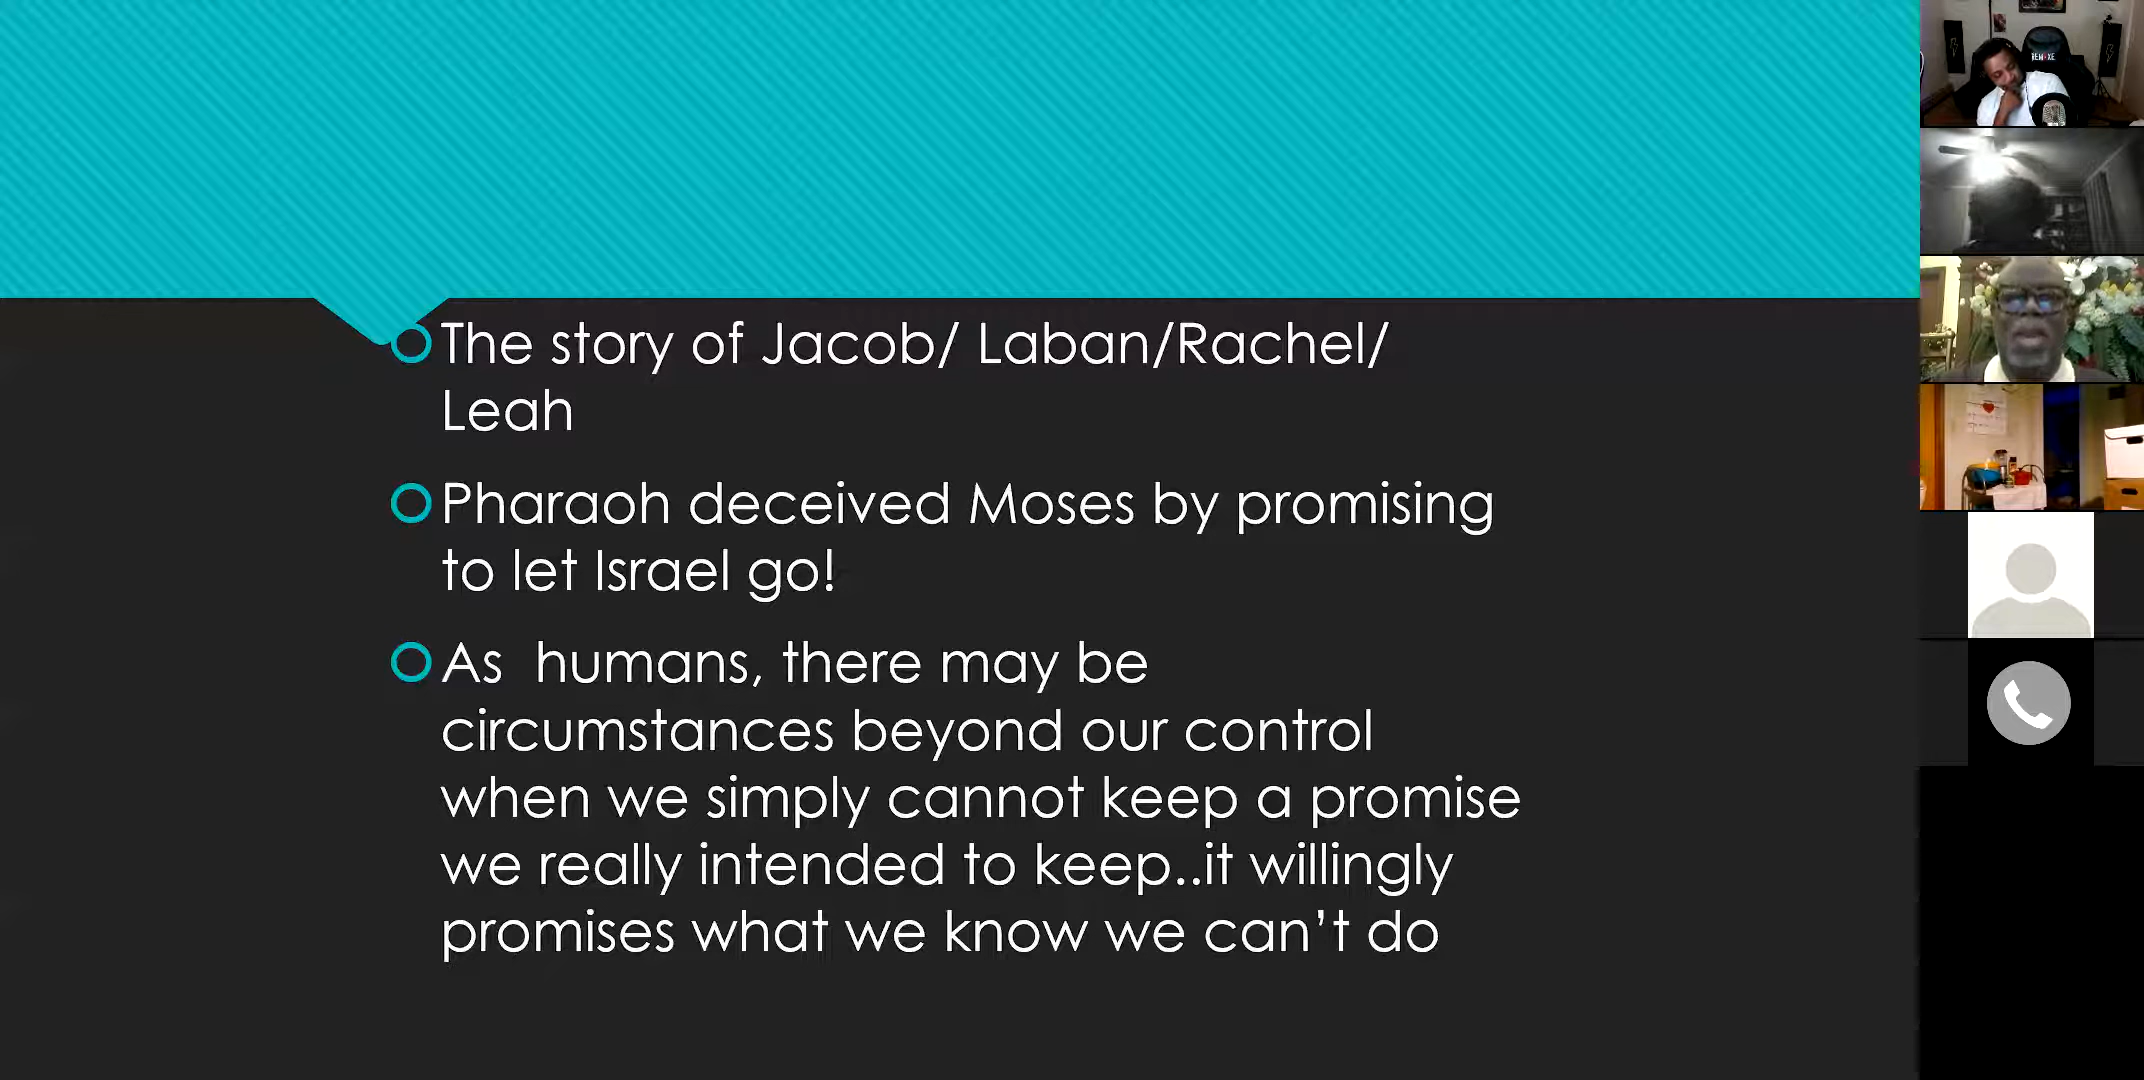 The story of Jacob/ Laban/Rachel/
Leah
Pharaoh deceived Moses by promising
to let Israel go!
As  humans, there may be
circumstances beyond our control
when we simply cannot keep a promise
we really intended to keep..it willingly
promises what we know we can’t do